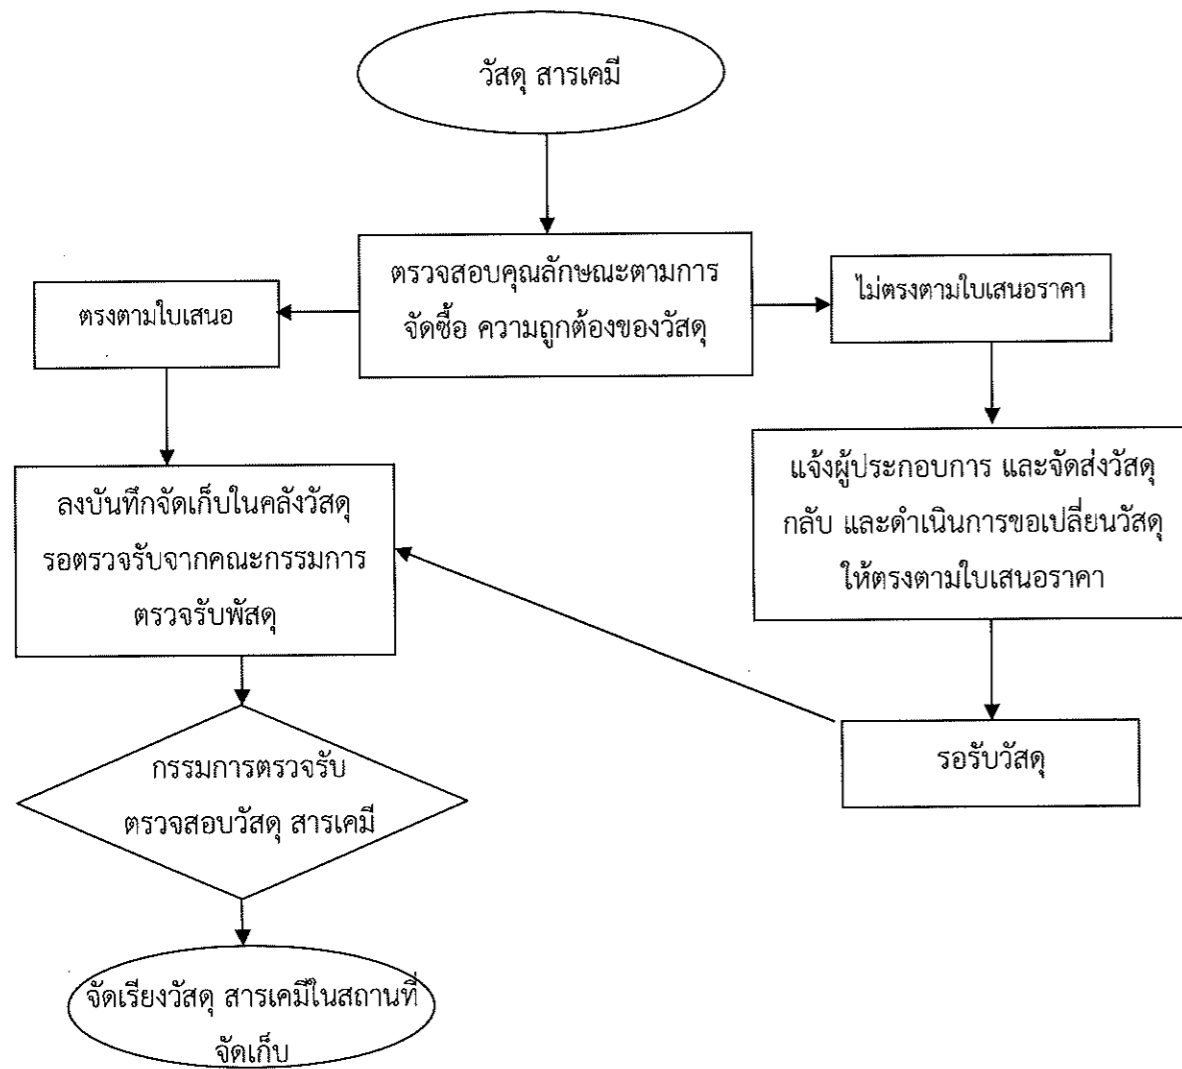 วัสดุ สารเคมี
ตรวจสอบคุณลักษณะตามการ
จัดซื้อ ความถูกต้องของวัสดุ
ตรงตามใบเสนอ
ไม่ตรงตามใบเสนอราคา
ลงบันทึกจัดเก็บในคลังวัสดุ
รอตรวจรับจากคณะกรรมการ
ตรวจรับพัสดุ
แจ้งผู้ประกอบการ และจัดส่งวัสดุ
กลับ และดำเนินการขอเปลี่ยนวัสดุ
ให้ตรงตามใบเสนอราคา
รอรับวัสดุ
กรรมการตรวจรับ
ตรวจสอบวัสดุ สารเคมี
จัดเรียงวัสดุ สารเคมีในสถานที่
จัดเก็บ